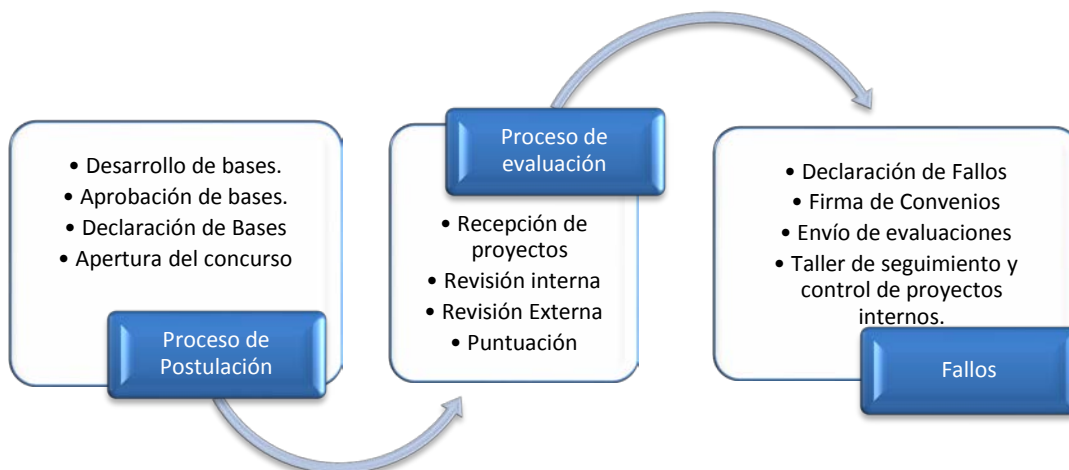 • Desarrollo de bases.
• Aprobación de bases.
• Declaración de Bases
• Apertura del concurso
Proceso de
Postulación
Proceso de
evaluación
• Recepción de
proyectos
• Revisión interna
• Revisión Externa
• Puntuación
• Declaración de Fallos
• Firma de Convenios
• Envío de evaluaciones
• Taller de seguimiento y
control de proyectos
internos.
Fallos